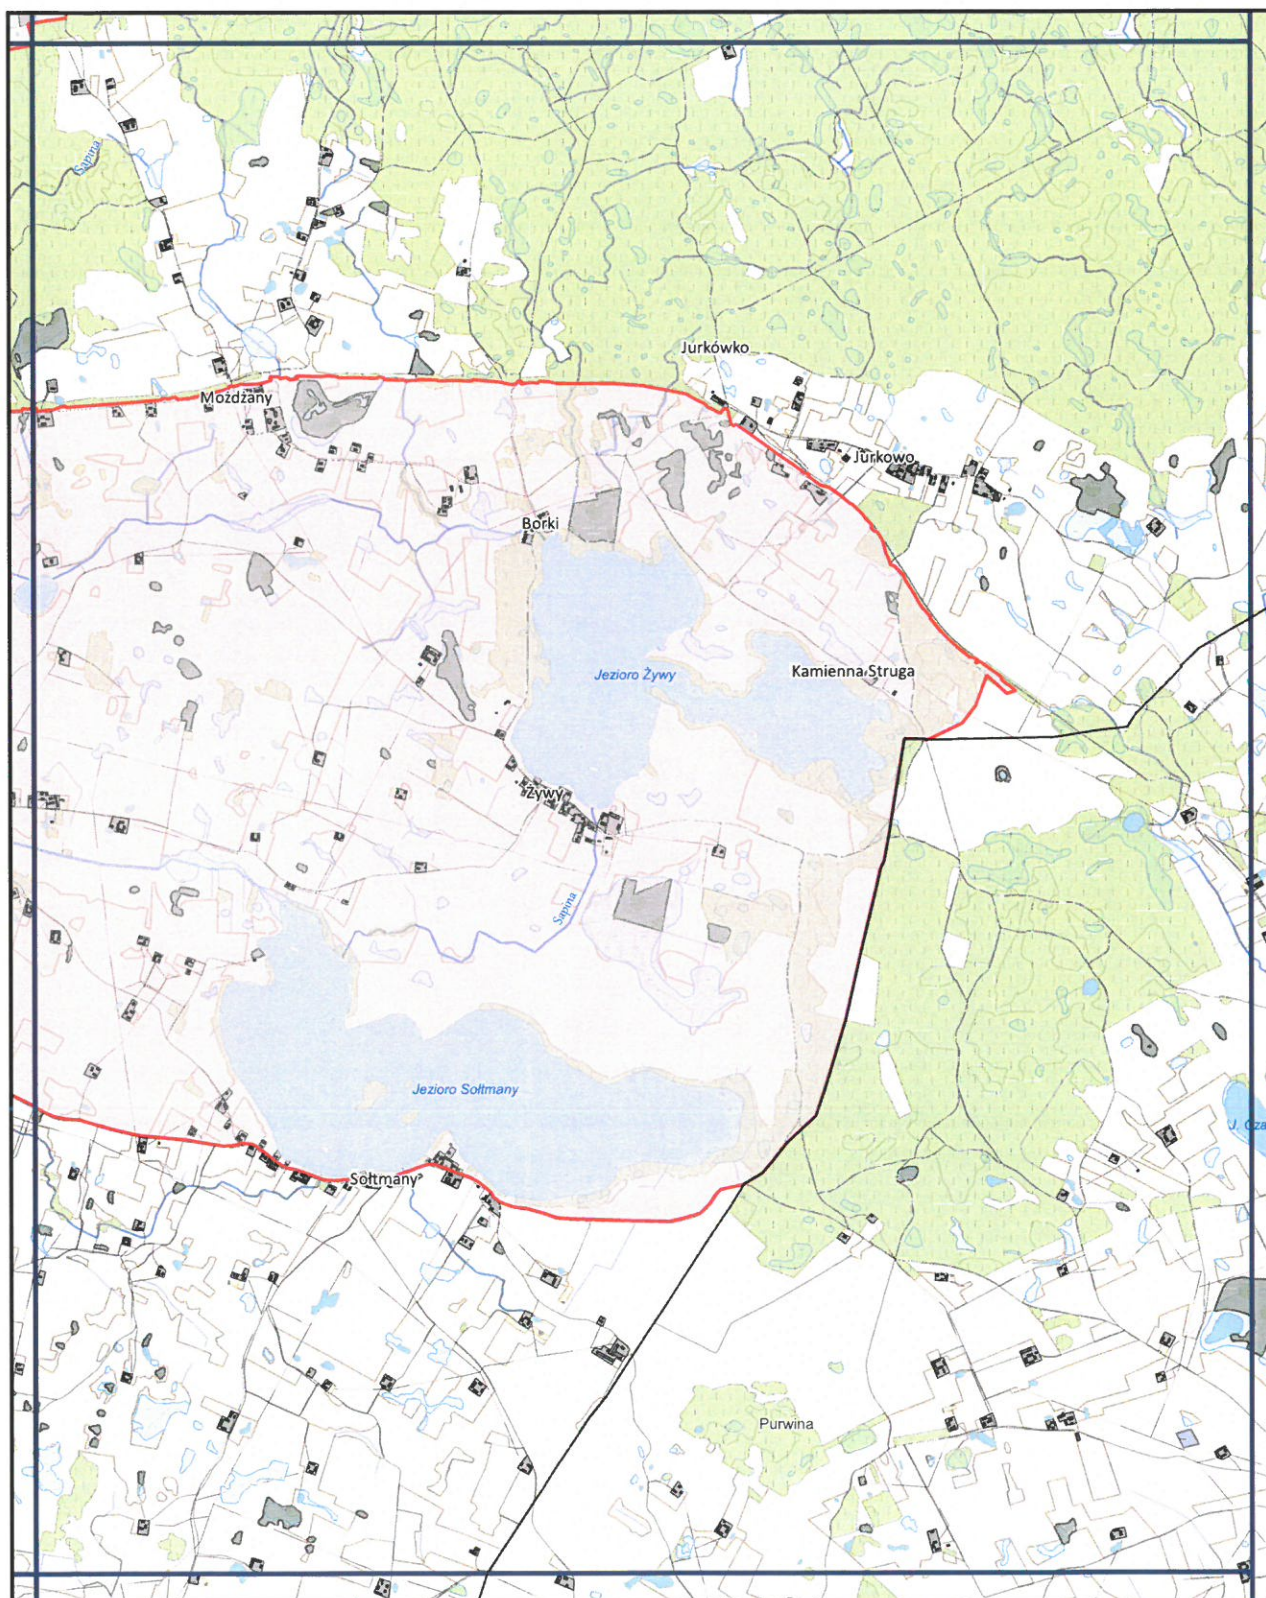 Sapina
Jurkówko
Możdżany
Jurkowo
Borki
Jezioro Żywy
Kamienna Struga
Żywy
Sapina
Jezioro Sołtmany
J. Cza
Sołtmany
Purwina